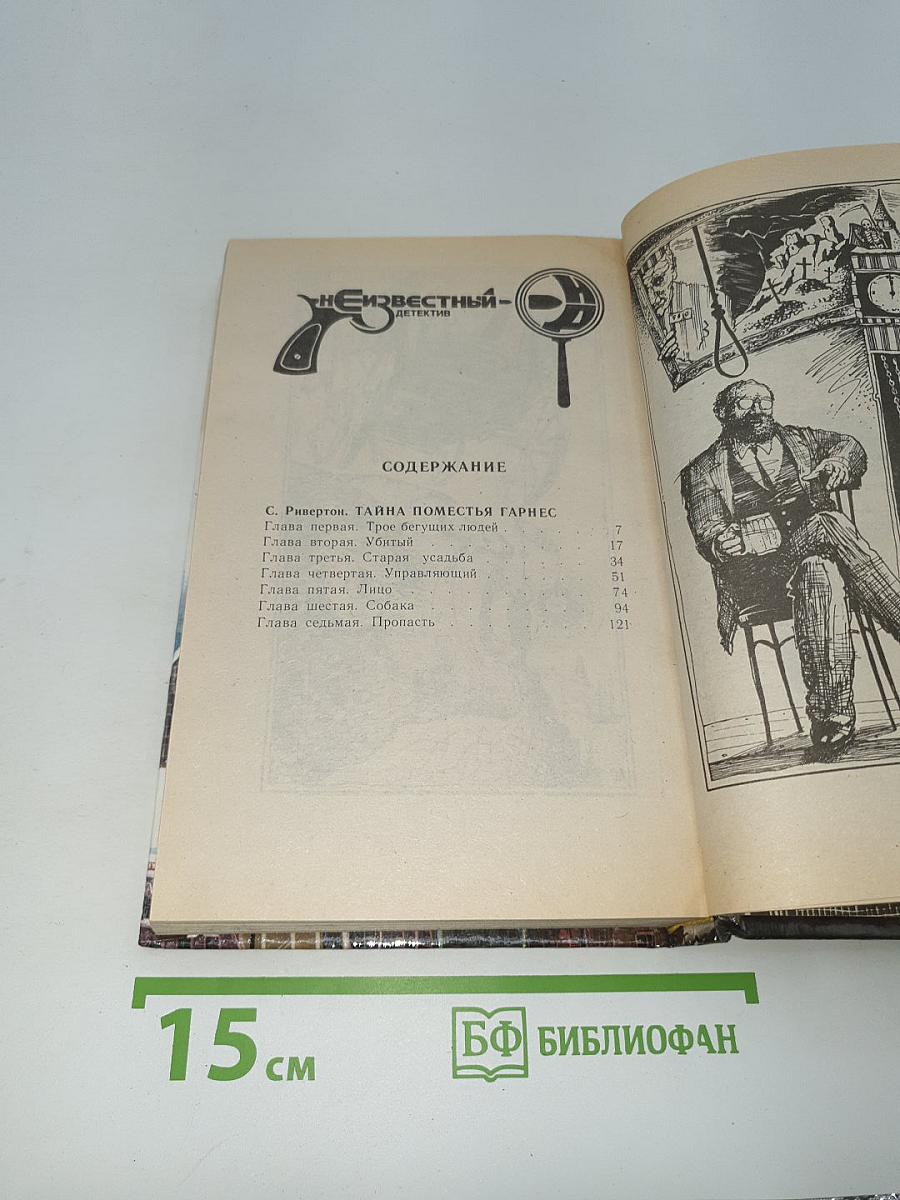 НЕИЗВЕСТНЫЙ
ДЕТЕКТИВ
НД
СОДЕРЖАНИЕ
С. Ривертон. ТАЙНА ПОМЕСТЬЯ ГАРНЕС
Глава первая. Трое бегущих людей . . . . . . . 7
Глава вторая. Убитый . . . . . . . . . . . 17
Глава третья. Старая усадьба . . . . . . . . 34
Глава четвертая. Управляющий . . . . . . . . 51
Глава пятая. Лицо . . . . . . . . . . . 74
Глава шестая. Собака . . . . . . . . . . 94
Глава седьмая. Пропасть . . . . . . . . . 121
15 см
БФ БИБЛИОФАН